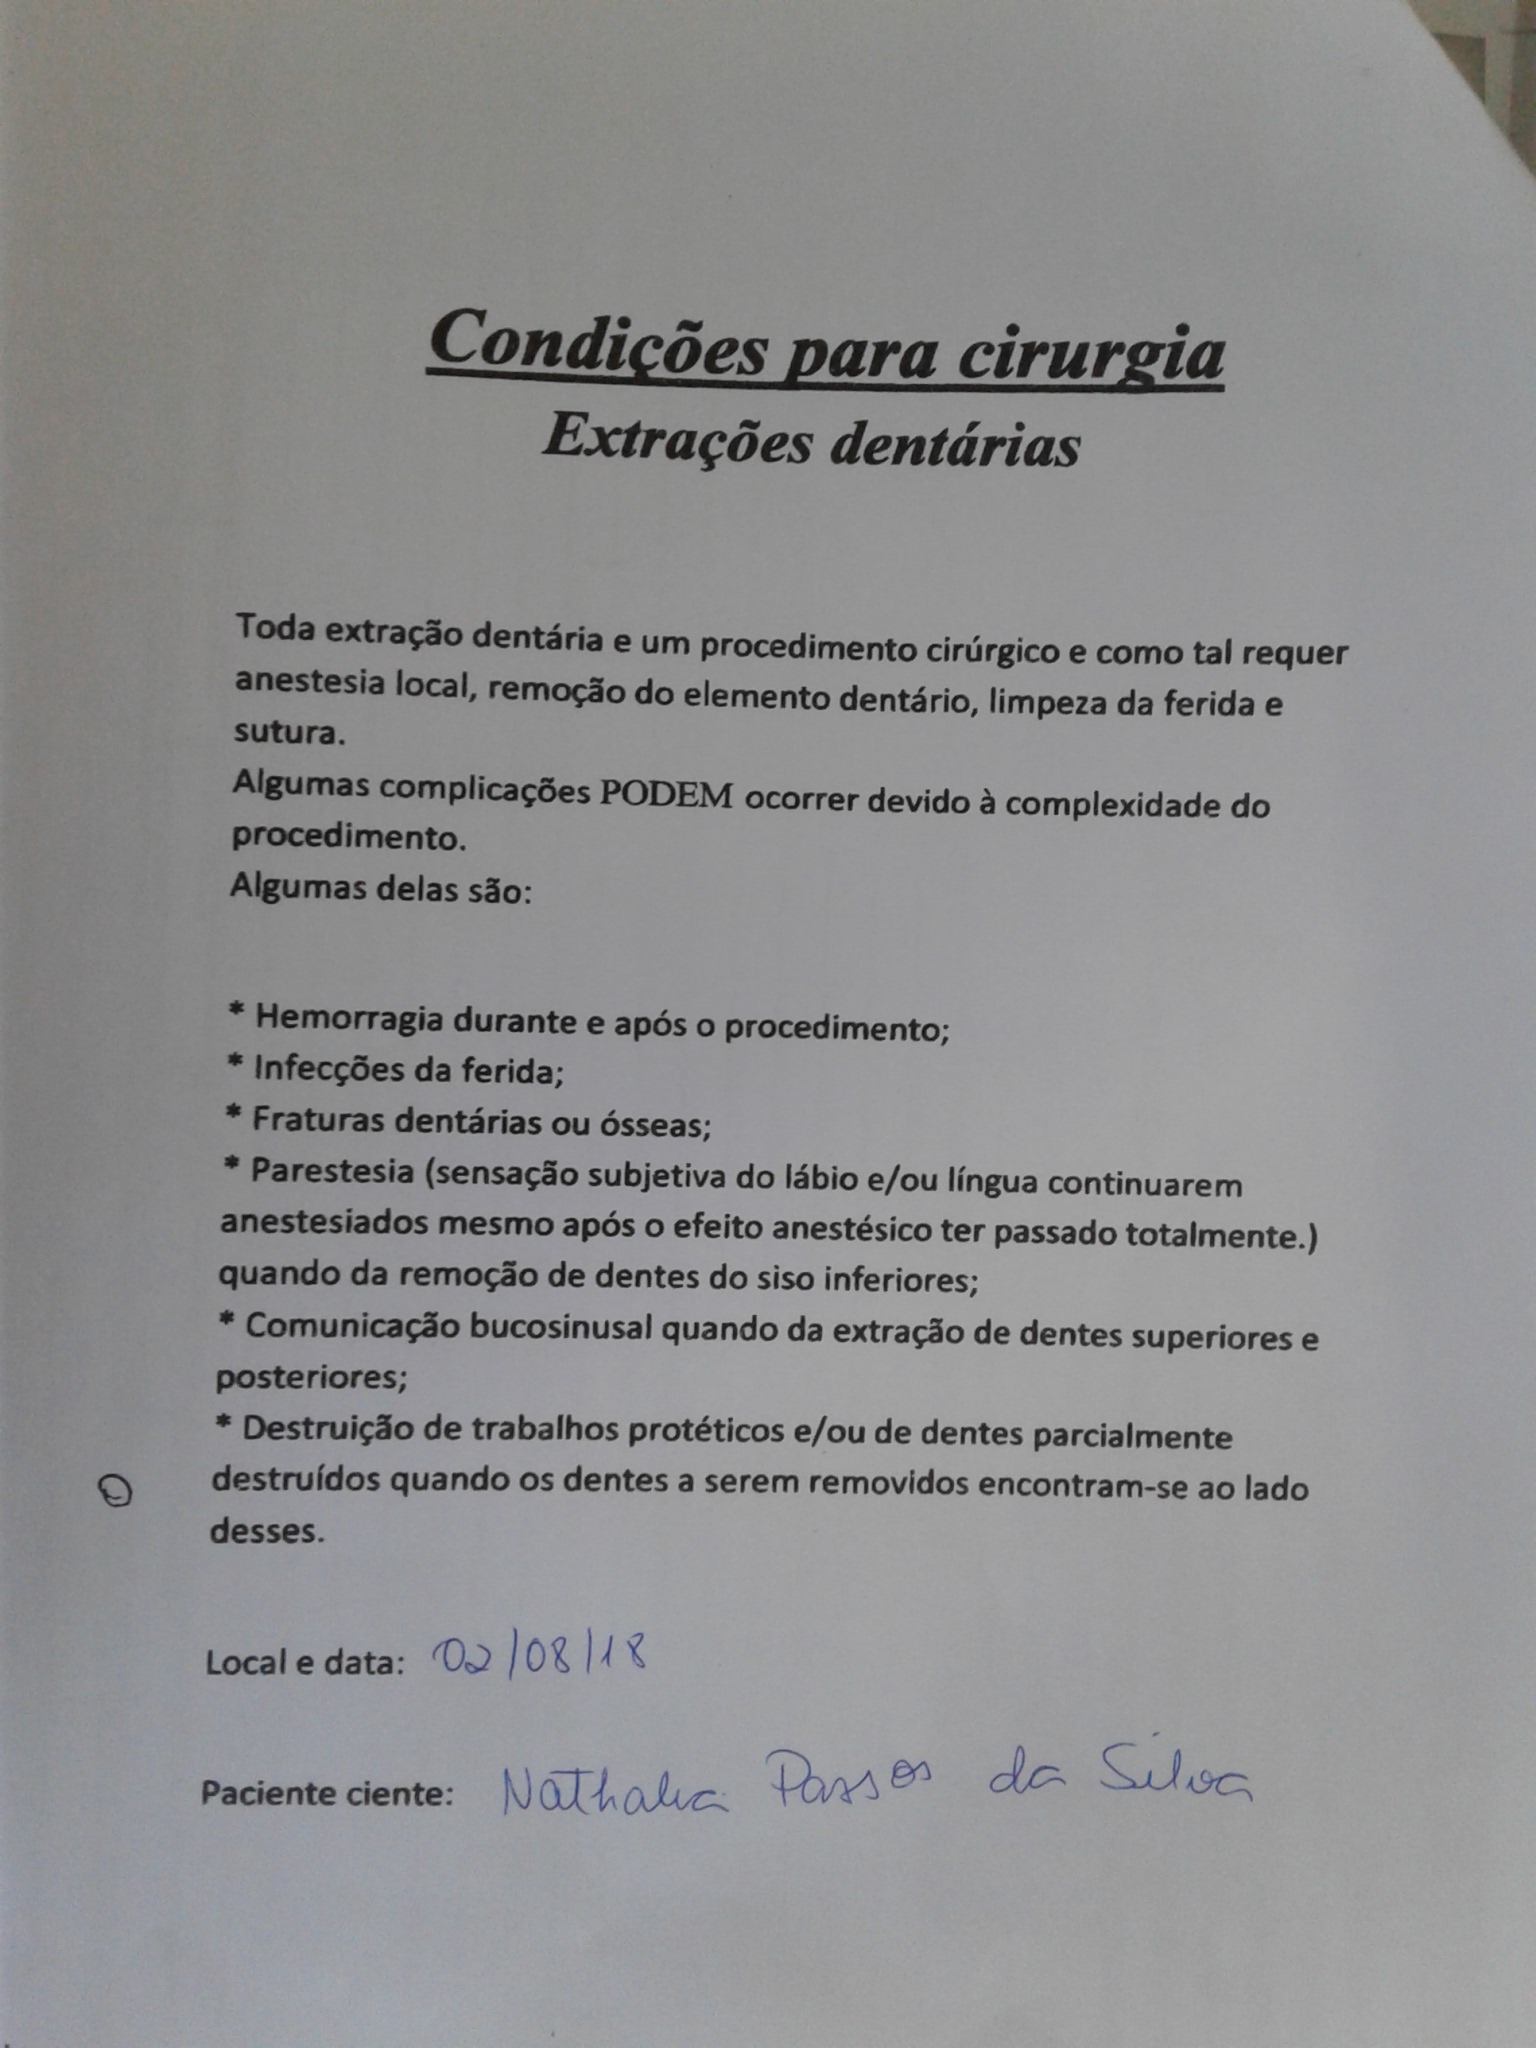 Condições para cirurgia
Extrações dentárias
Toda extração dentária e um procedimento cirúrgico e como tal requer
anestesia local, remoção do elemento dentário, limpeza da ferida e
sutura.
Algumas complicações PODEM ocorrer devido à complexidade do
procedimento.
Algumas delas são:
* Hemorragia durante e após o procedimento;
* Infecções da ferida;
* Fraturas dentárias ou ósseas;
* Parestesia (sensação subjetiva do lábio e/ou língua continuarem
anestesiados mesmo após o efeito anestésico ter passado totalmente.)
quando da remoção de dentes do siso inferiores;
* Comunicação bucosinusal quando da extração de dentes superiores e
posteriores;
* Destruição de trabalhos protéticos e/ou de dentes parcialmente
destruídos quando os dentes a serem removidos encontram-se ao lado
desses.
Local e data: 02/08/18
Paciente ciente: Nathalia Passos da Silva